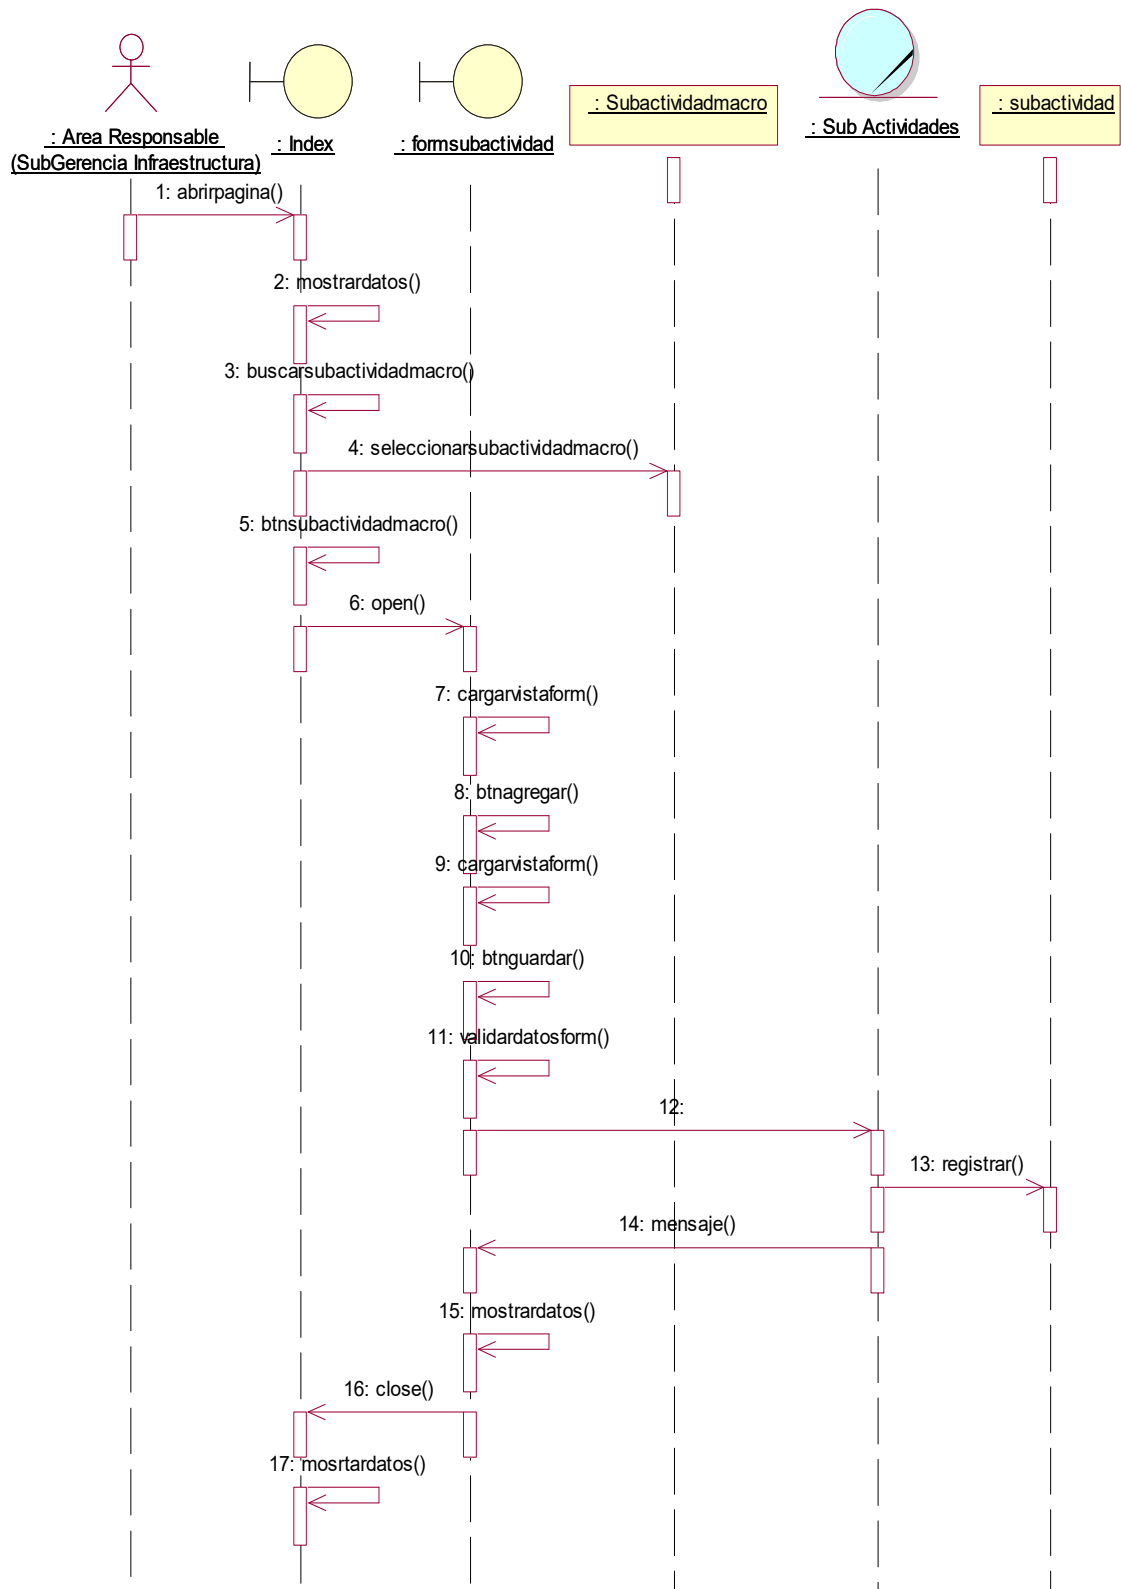 : Area Responsable
(SubGerencia Infraestructura)
: Index
: formsubactividad
: Subactividadmacro
: Sub Actividades
: subactividad
1: abrirpagina()
2: mostrardatos()
3: buscarsubactividadmacro()
4: seleccionarsubactividadmacro()
5: btnsubactividadmacro()
6: open()
7: cargarvistaform()
8: btnagregar()
9: cargarvistaform()
10: btnguardar()
11: validardatosform()
12:
13: registrar()
14: mensaje()
15: mostrardatos()
16: close()
17: mosrtardatos()